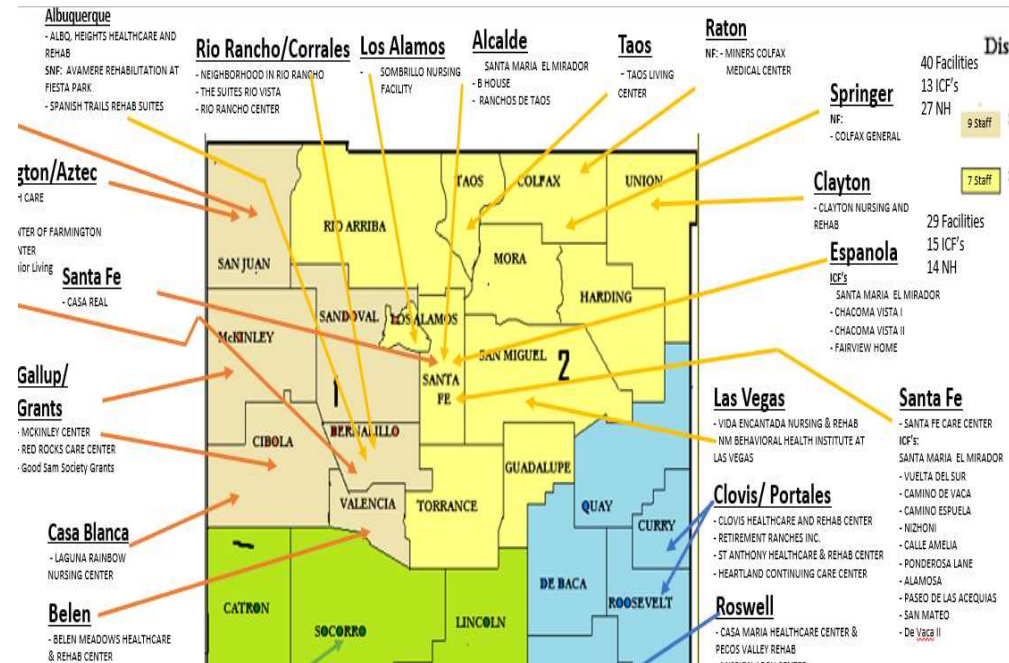 Albuquerque
- ALBQ. HEIGHTS HEALTHCARE AND
REHAB
SNF: AVAMERE REHABILITATION AT
FIESTA PARK
- SPANISH TRAILS REHAB SUITES
Rio Rancho/Corrales
- NEIGHBORHOOD IN RIO RANCHO
- THE SUITES RIO VISTA
- RIO RANCHO CENTER
Los Alamos
- SOMBRILLO NURSING
FACILITY
Alcalde
SANTA MARIA EL MIRADOR
- B HOUSE
- RANCHOS DE TAOS
Taos
- TAOS LIVING
CENTER
Raton
NF: - MINERS COLFAX
MEDICAL CENTER
Springer
NF:
- COLFAX GENERAL
Dis
40 Facilities
13 ICF's
27 NH
9 Staff
7 Staff
29 Facilities
15 ICF's
14 NH
Clayton
- CLAYTON NURSING AND
REHAB
Espanola
ICF's
SANTA MARIA EL MIRADOR
- CHACOMA VISTA I
- CHACOMA VISTA II
- FAIRVIEW HOME
gton/Aztec
H CARE
NTER OF FARMINGTON
NTER
ior Living
Santa Fe
- CASA REAL
Gallup/
Grants
- MCKINLEY CENTER
- RED ROCKS CARE CENTER
- Good Sam Society Grants
Casa Blanca
- LAGUNA RAINBOW
NURSING CENTER
Belen
- BELEN MEADOWS HEALTHCARE
& REHAB CENTER
SAN JUAN
RIO ARRIBA
TAOS
COLFAX
UNION
MORA
HARDING
McKINLEY
SANDOVAL
LOS ALAMOS
SANTA
FE
SAN MIGUEL
2
1
CIBOLA
BERNALILLO
VALENCIA
TORRANCE
GUADALUPE
QUAY
CURRY
DE BACA
ROOSEVELT
CATRON
SOCORRO
LINCOLN
Las Vegas
- VIDA ENCANTADA NURSING & REHAB
- NM BEHAVIORAL HEALTH INSTITUTE AT
LAS VEGAS
Clovis/ Portales
- CLOVIS HEALTHCARE AND REHAB CENTER
- RETIREMENT RANCHES INC.
- ST ANTHONY HEALTHCARE & REHAB CENTER
- HEARTLAND CONTINUING CARE CENTER
Roswell
- CASA MARIA HEALTHCARE CENTER &
PECOS VALLEY REHAB
Santa Fe
- SANTA FE CARE CENTER
ICF's:
SANTA MARIA EL MIRADOR
- VUELTA DEL SUR
- CAMINO DE VACA
- CAMINO ESPUELA
- NIZHONI
- CALLE AMELIA
- PONDEROSA LANE
- ALAMOSA
- PASEO DE LAS ACEQUIAS
- SAN MATEO
- De Vaca II